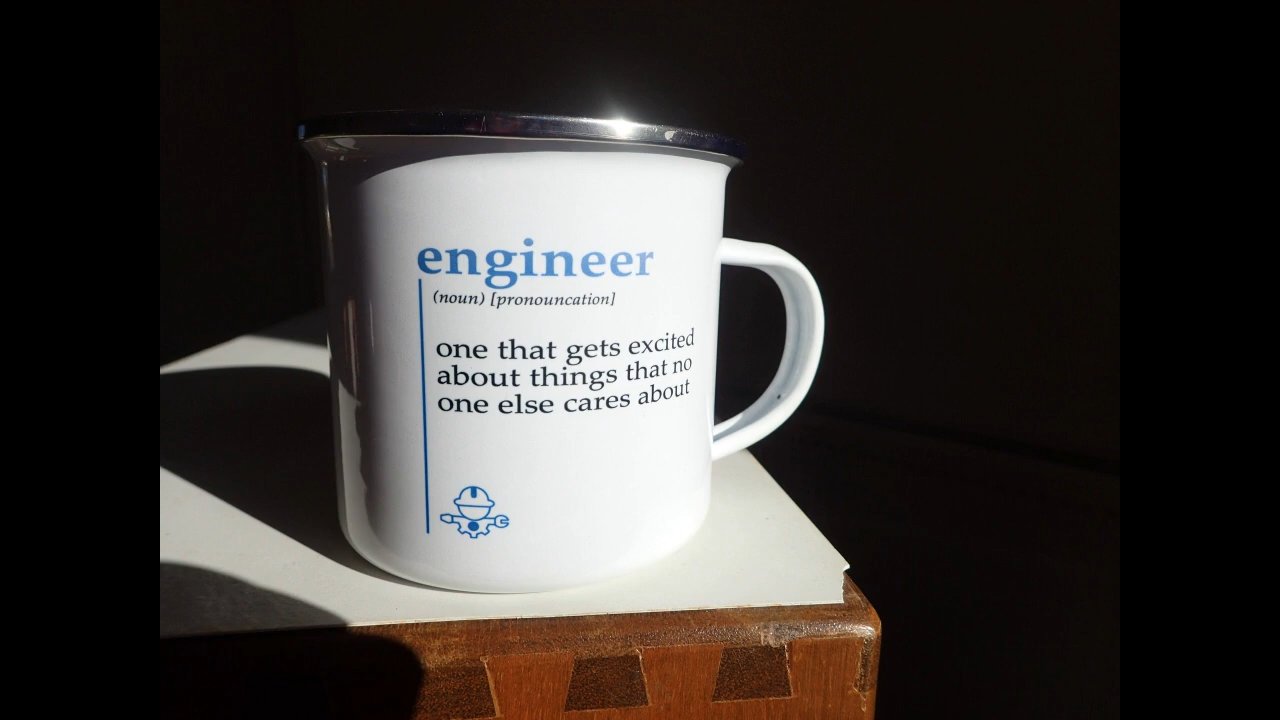 engineer
(noun) [pronouncation]
one that gets excited
about things that no
one else cares about